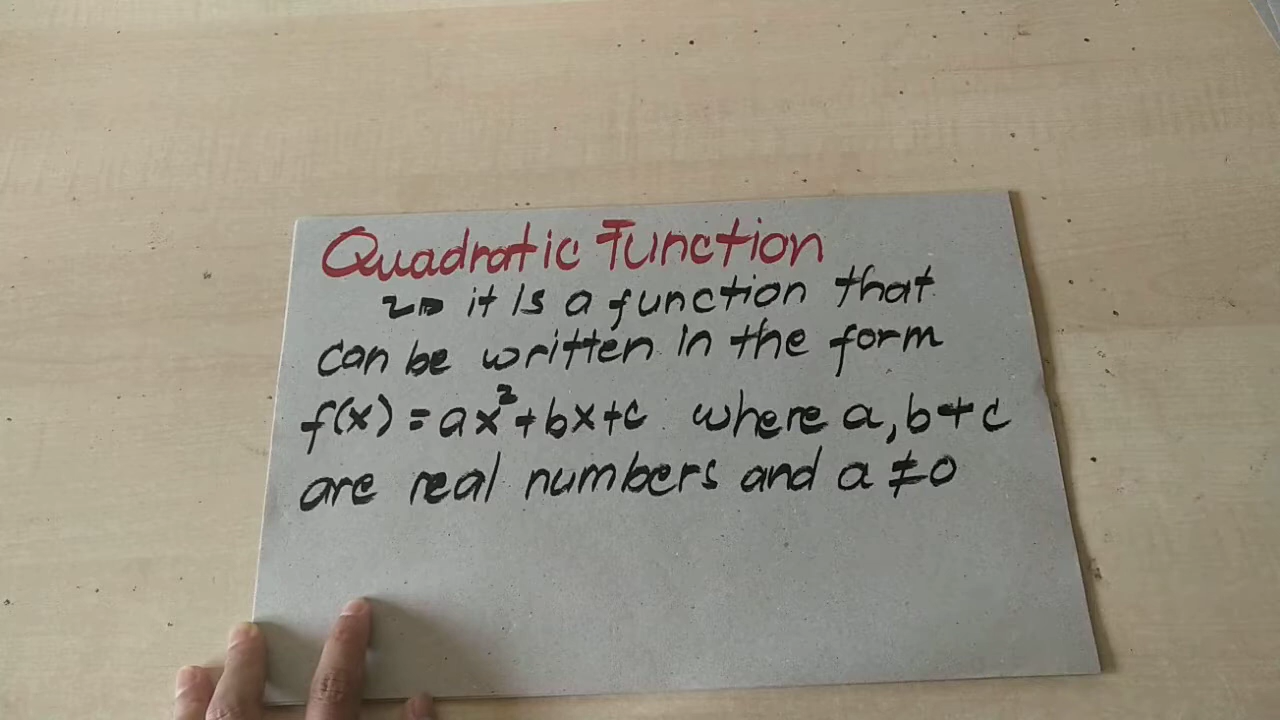 Quadratic Function
it is a function that
can be written in the form
f(x) = ax²+bx+c where a, b & c
are real numbers and a ≠ 0